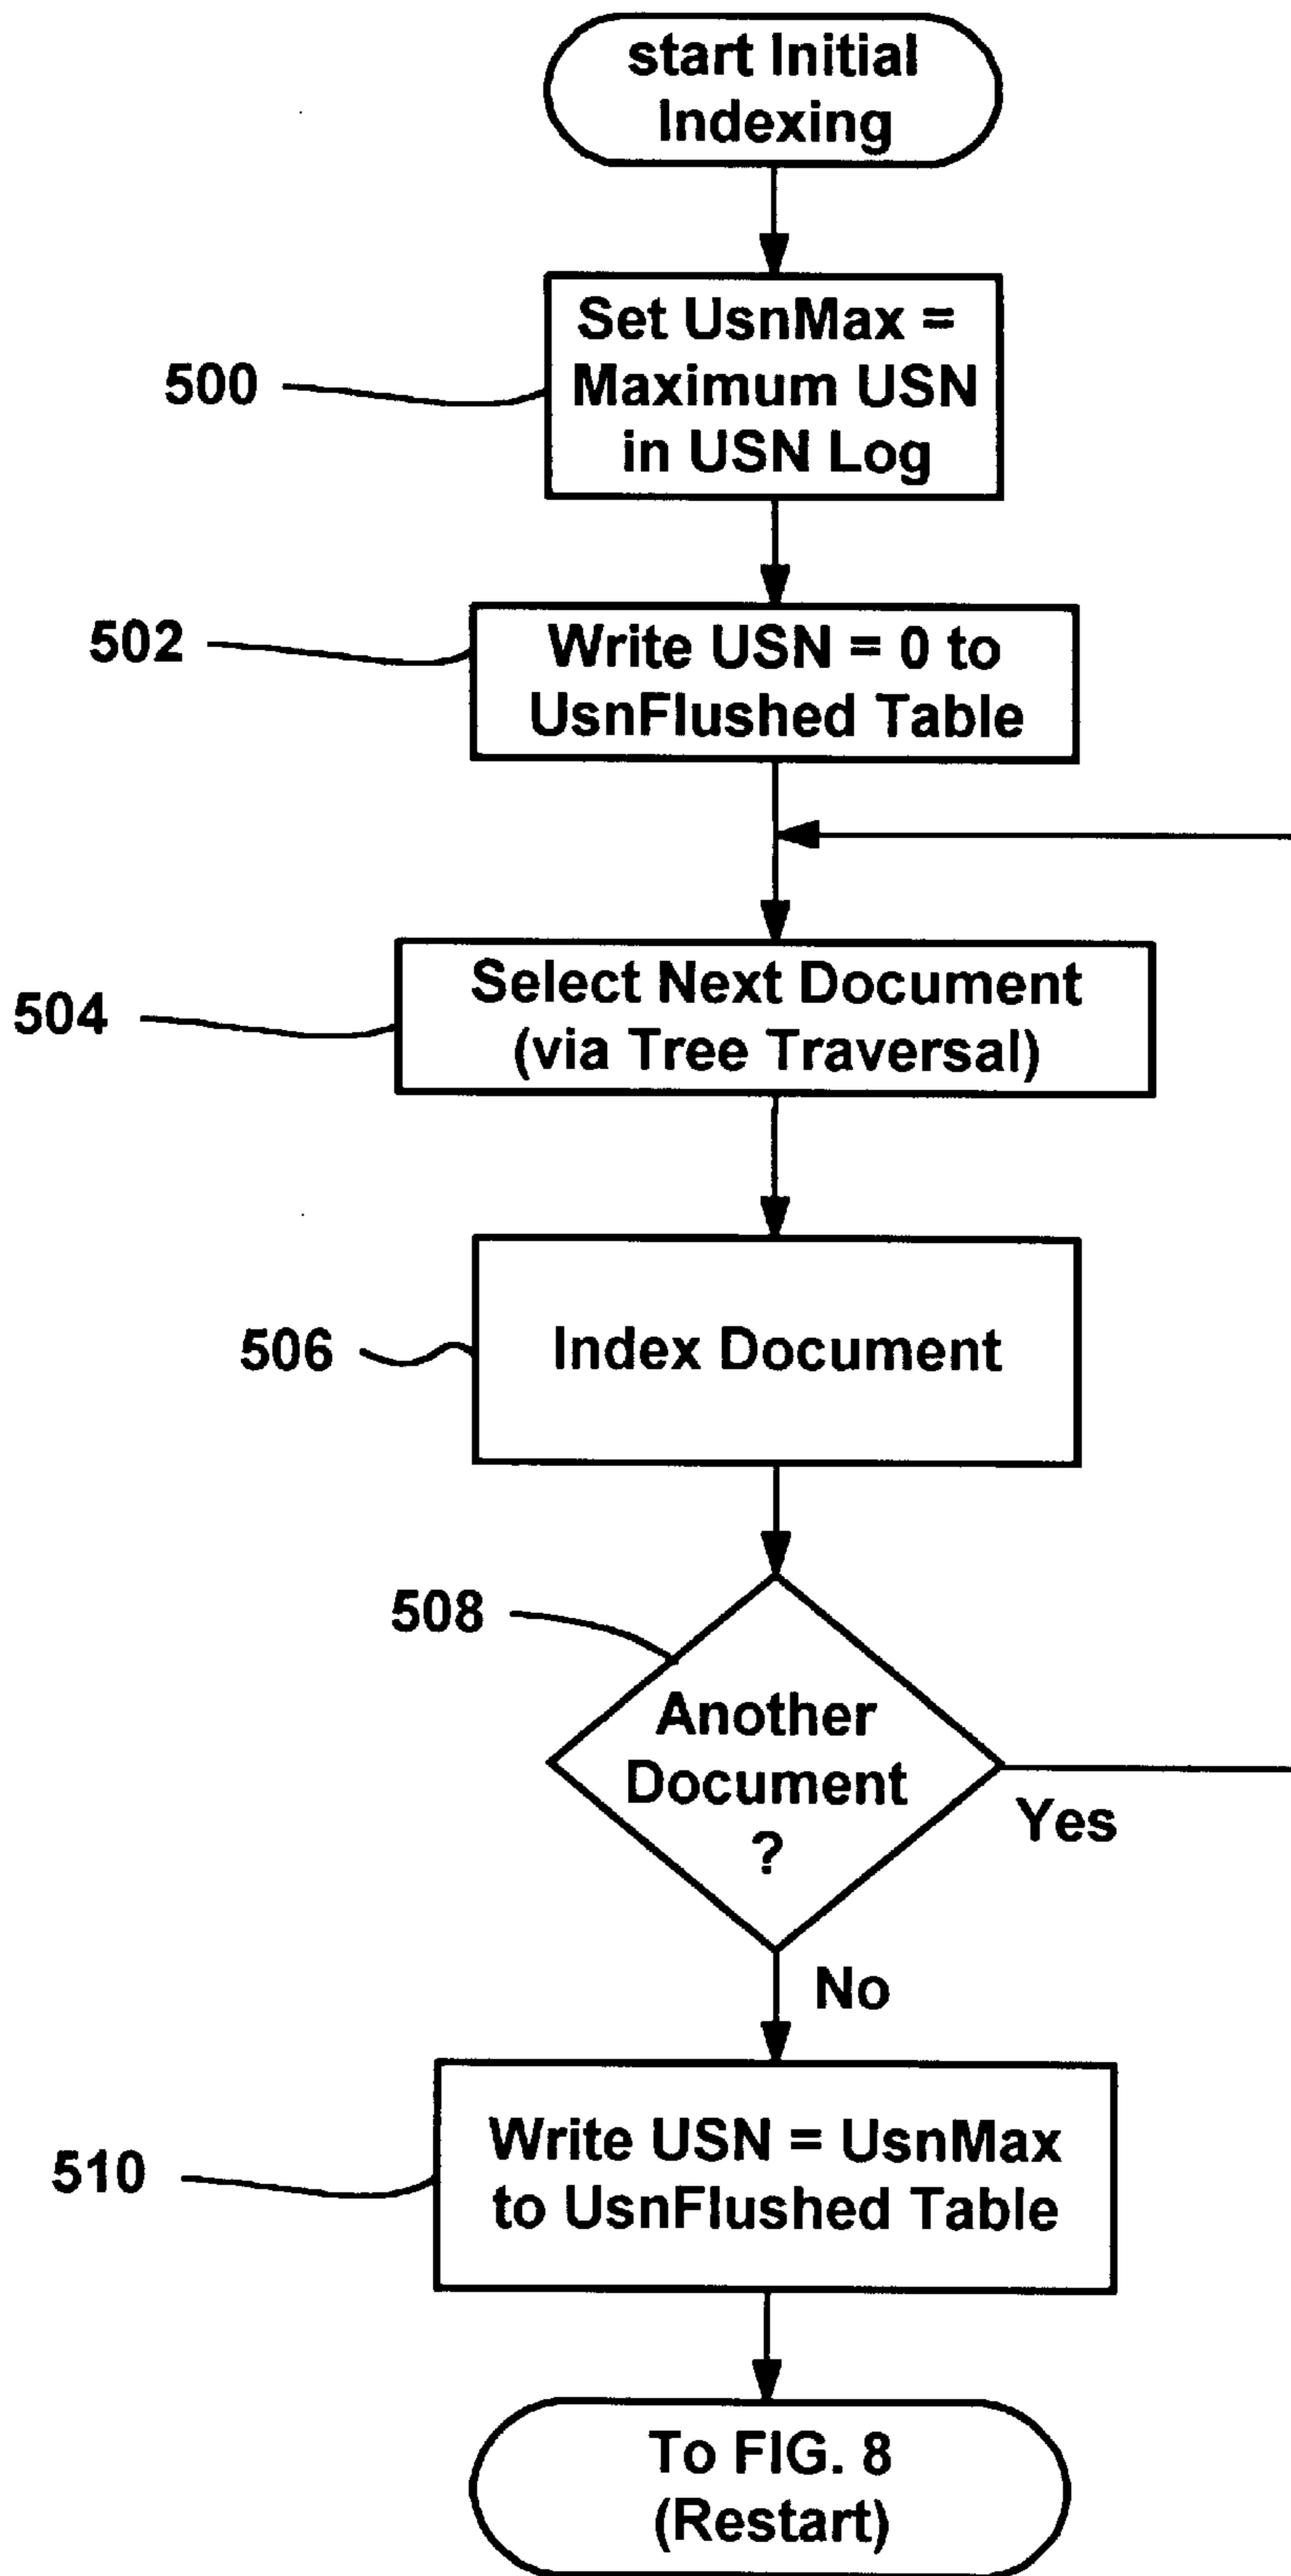 start Initial
Indexing
500
Set UsnMax =
Maximum USN
in USN Log
502
Write USN = 0 to
UsnFlushed Table
504
Select Next Document
(via Tree Traversal)
506
Index Document
508
Another
Document
?
Yes
No
510
Write USN = UsnMax
to UsnFlushed Table
To FIG. 8
(Restart)